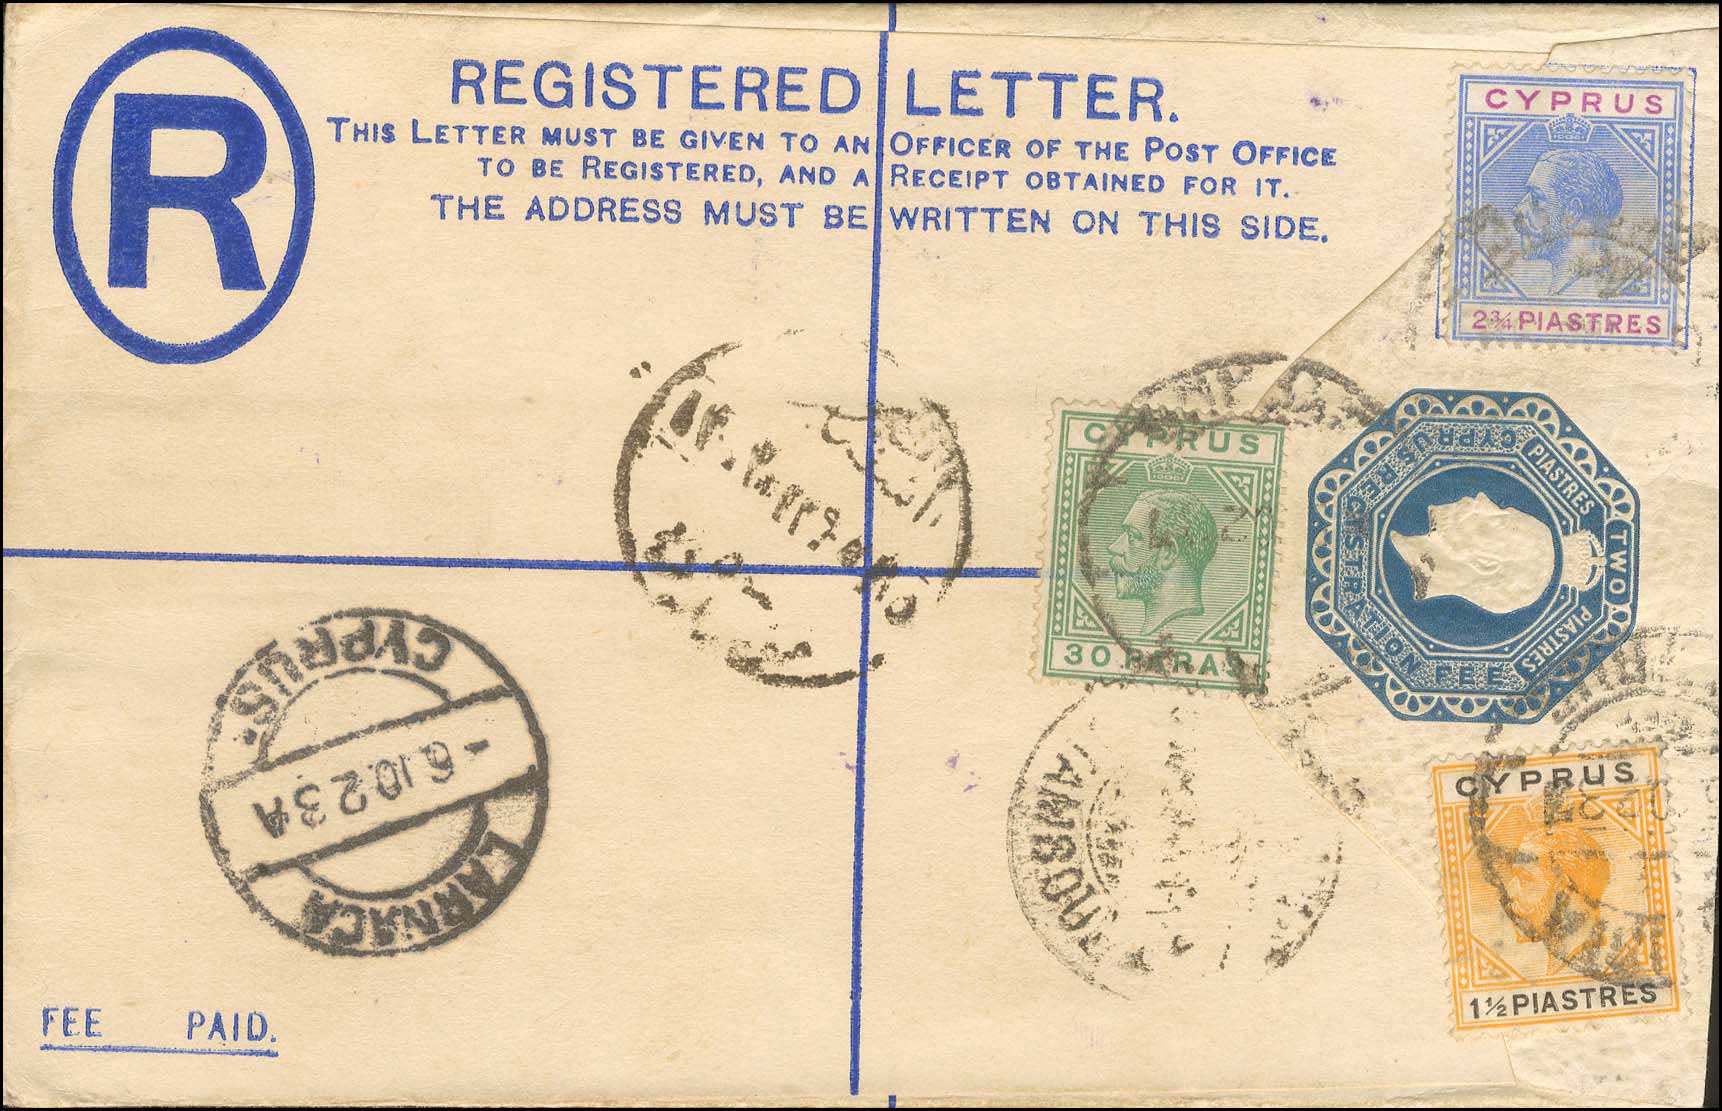 R
REGISTERED LETTER.
THIS LETTER MUST BE GIVEN TO AN OFFICER OF THE POST OFFICE
TO BE REGISTERED, AND A RECEIPT OBTAINED FOR IT.
THE ADDRESS MUST BE WRITTEN ON THIS SIDE.
CYPRUS
2¾ PIASTRES
CYPRUS
30 PARAS
CYPRUS REGISTRATION FEE
TWO PIASTRES
PIASTRES
CYPRUS
1½ PIASTRES
LARNACA
-6.10.23A
CYPRUS.
FEE PAID.